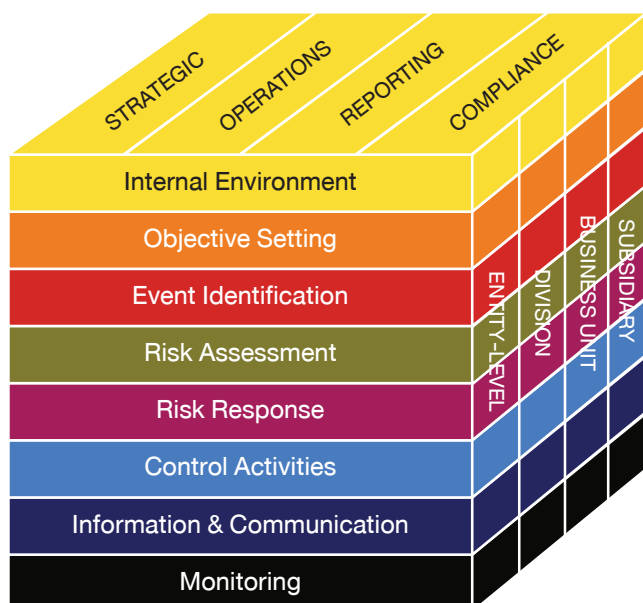 STRATEGIC
OPERATIONS
REPORTING
COMPLIANCE
Internal Environment
Objective Setting
Event Identification
Risk Assessment
Risk Response
Control Activities
Information & Communication
Monitoring
ENTITY-LEVEL
DIVISION
BUSINESS UNIT
SUBSIDIARY